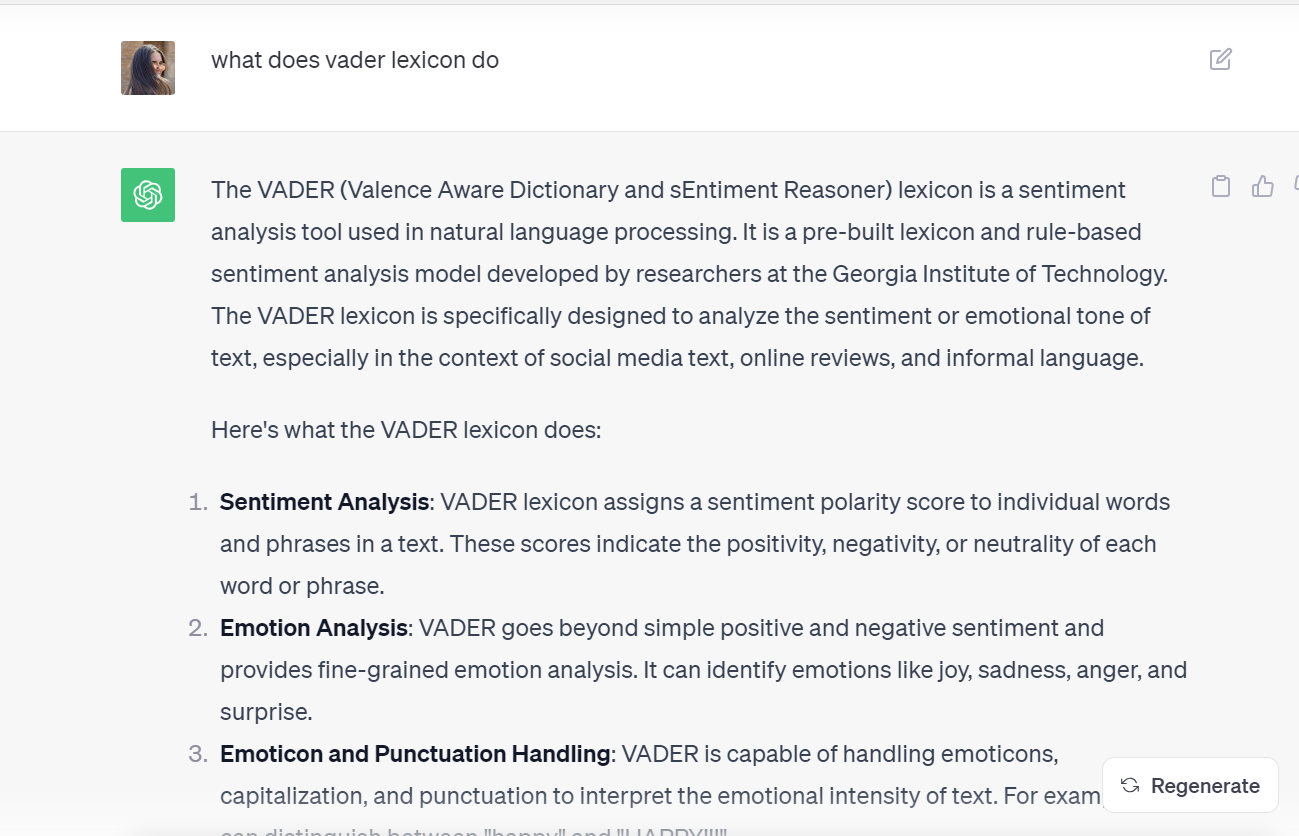 what does vader lexicon do
The VADER (Valence Aware Dictionary and sEntiment Reasoner) lexicon is a sentiment
analysis tool used in natural language processing. It is a pre-built lexicon and rule-based
sentiment analysis model developed by researchers at the Georgia Institute of Technology.
The VADER lexicon is specifically designed to analyze the sentiment or emotional tone of
text, especially in the context of social media text, online reviews, and informal language.
Here's what the VADER lexicon does:
1. Sentiment Analysis: VADER lexicon assigns a sentiment polarity score to individual words
and phrases in a text. These scores indicate the positivity, negativity, or neutrality of each
word or phrase.
2. Emotion Analysis: VADER goes beyond simple positive and negative sentiment and
provides fine-grained emotion analysis. It can identify emotions like joy, sadness, anger, and
surprise.
3. Emoticon and Punctuation Handling: VADER is capable of handling emoticons,
capitalization, and punctuation to interpret the emotional intensity of text. For exam
Regenerate
can distinguish between "happy" and "HAPPY!!!"